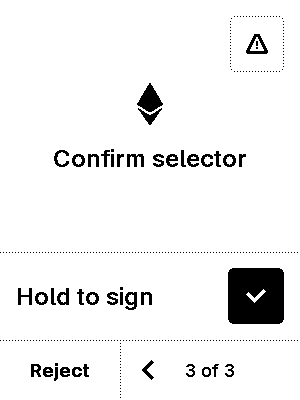 Confirm selector
Hold to sign
Reject
3 of 3